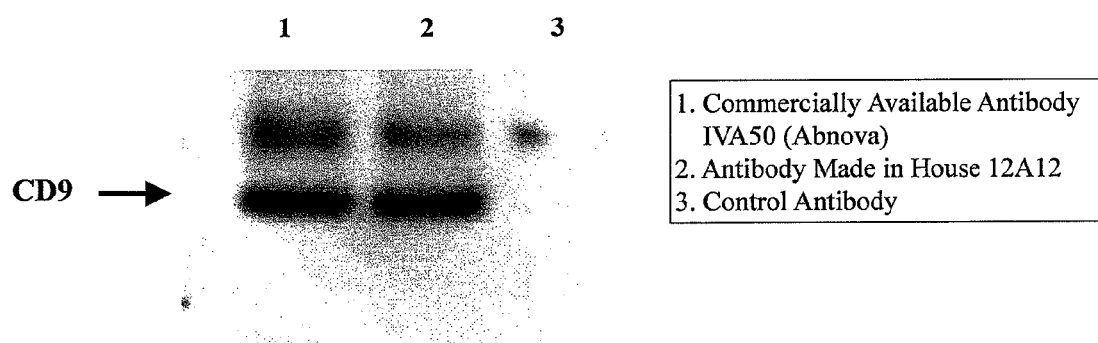 1 2 3
CD9
1. Commercially Available Antibody
IVA50 (Abnova)
2. Antibody Made in House 12A12
3. Control Antibody